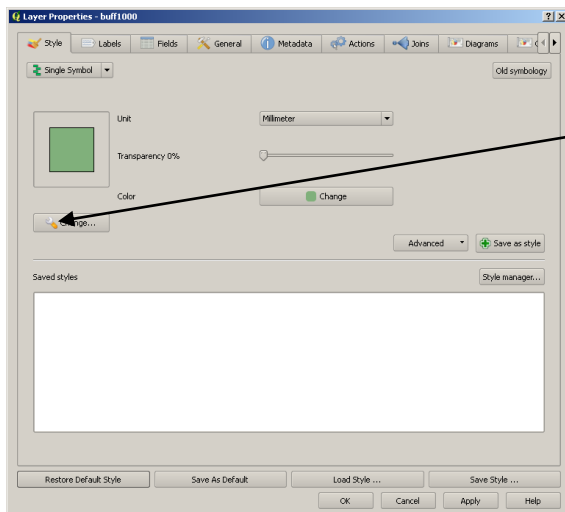 Layer Properties - buff1000
Style Labels Fields General Metadata Actions Joins Diagrams
Single Symbol Old symbology
Unit Millimeter
Transparency 0%
Color Change
Change...
Advanced Save as style
Saved styles Style manager...
Restore Default Style Save As Default Load Style ... Save Style ...
OK Cancel Apply Help